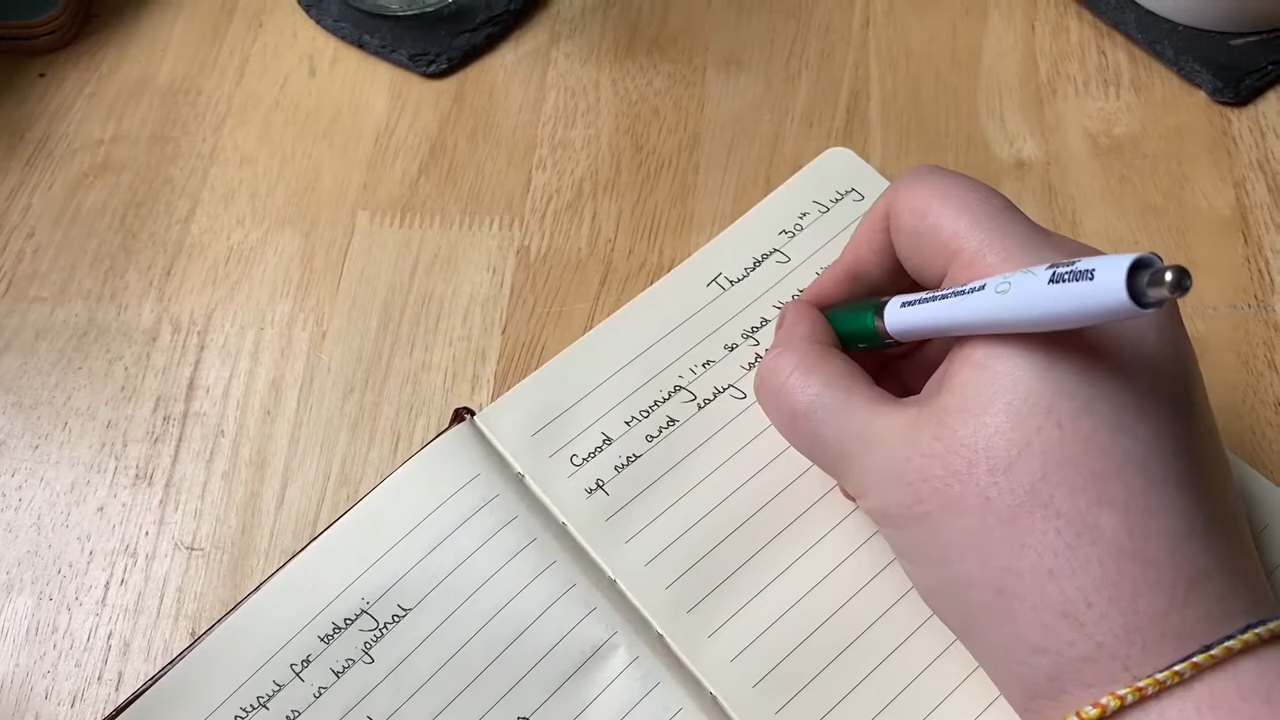 Thursday 30th July
Good Morning! I'm so glad that I'm
up nice and early
for today:
in his journal
Motor
Auctions
newarkmotorauctions.co.uk